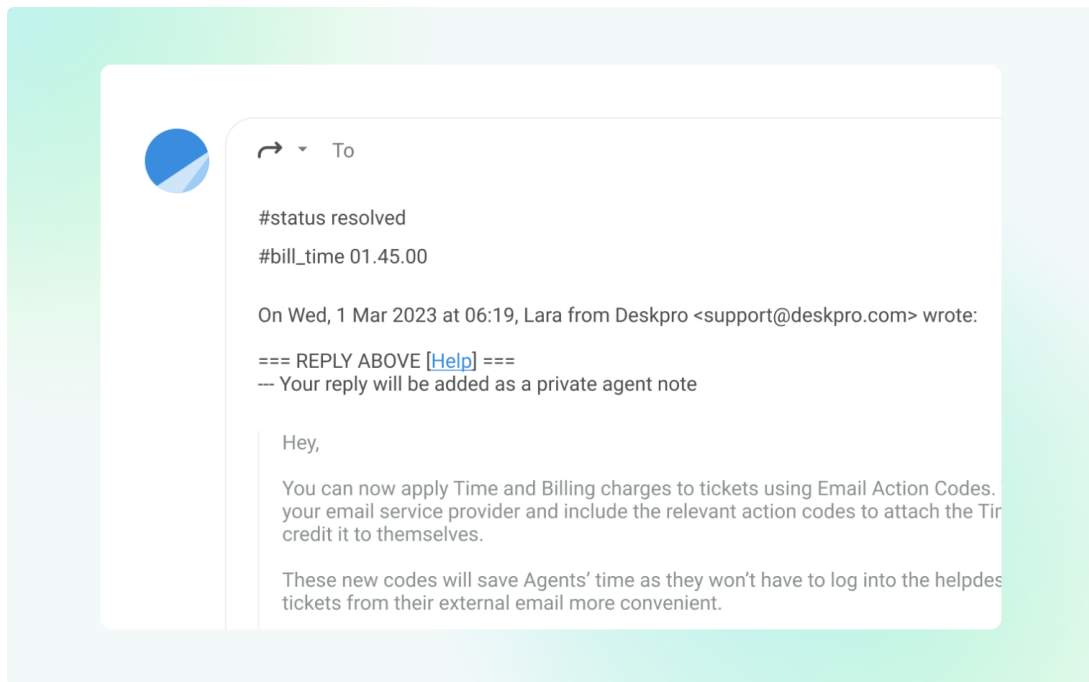 To
#status resolved
#bill_time 01.45.00
On Wed, 1 Mar 2023 at 06:19, Lara from Deskpro <support@deskpro.com> wrote:
=== REPLY ABOVE [Help] ===
--- Your reply will be added as a private agent note
Hey,
You can now apply Time and Billing charges to tickets using Email Action Codes.
your email service provider and include the relevant action codes to attach the
credit it to themselves.
These new codes will save Agents’ time as they won’t have to log into the
tickets from their external email more convenient.